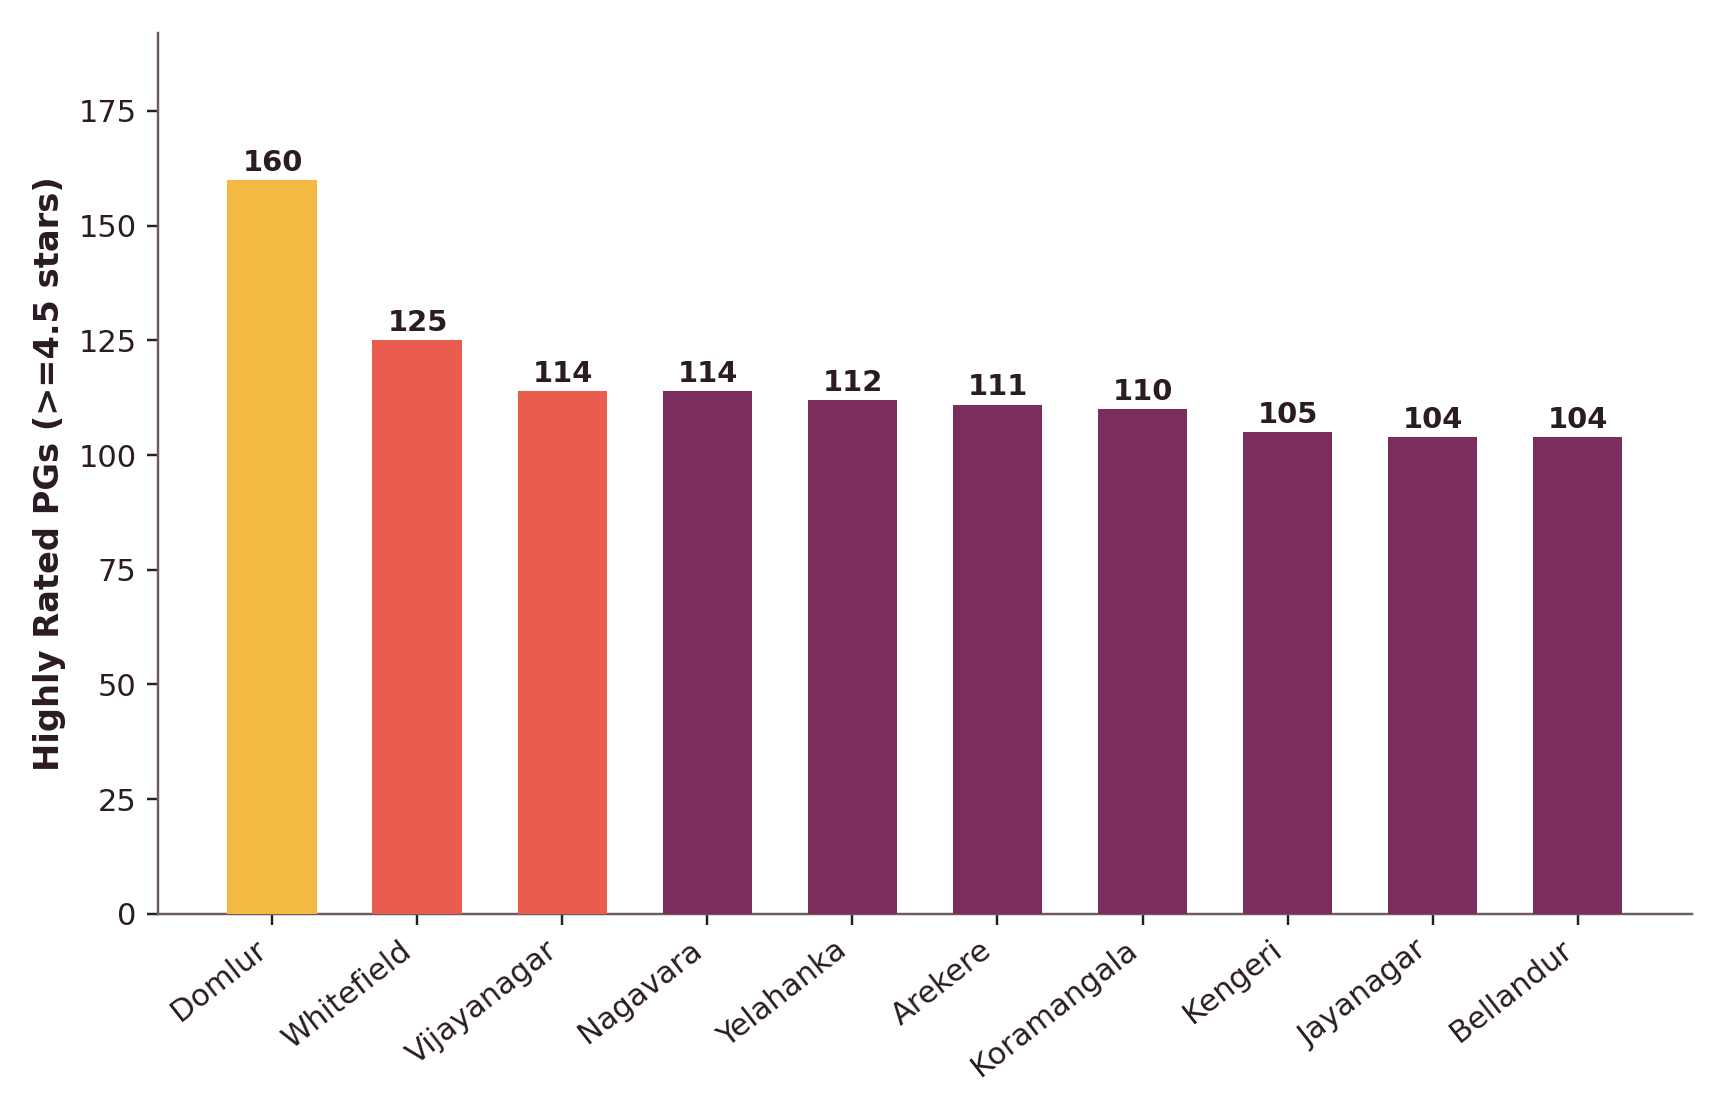 Highly Rated PGs (>=4.5 stars)
175
150
125
100
75
50
25
0
160
125
114
114
112
111
110
105
104
104
Domlur
Whitefield
Vijayanagar
Nagavara
Yelahanka
Arekere
Koramangala
Kengeri
Jayanagar
Bellandur